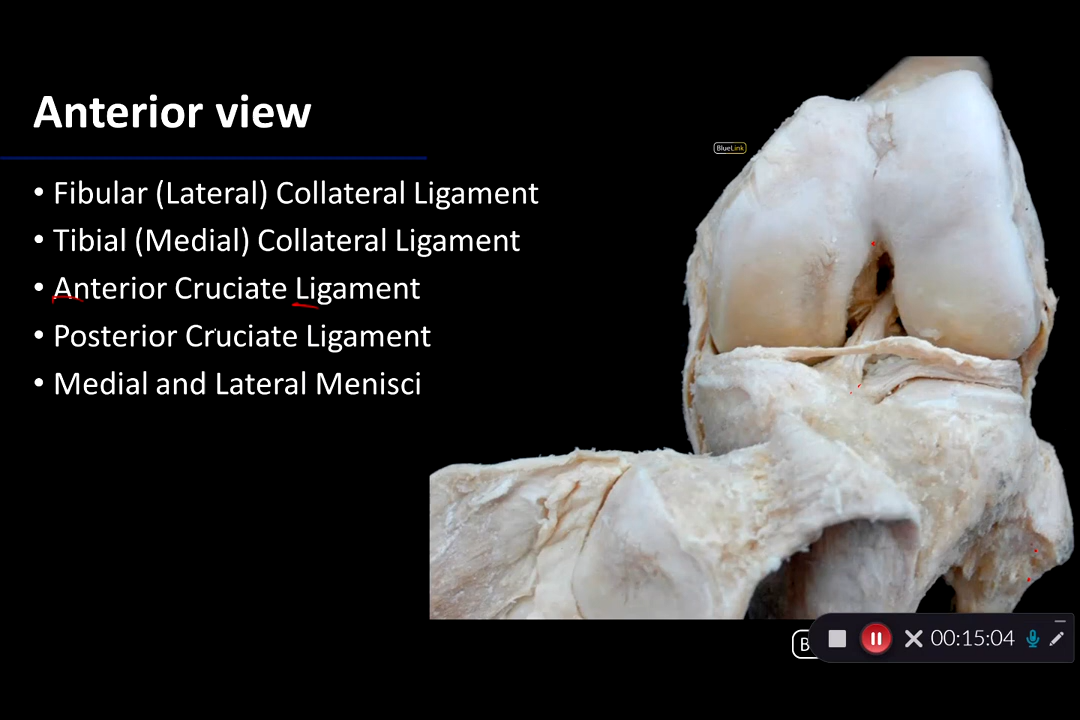 Anterior view
BlueLink
• Fibular (Lateral) Collateral Ligament
• Tibial (Medial) Collateral Ligament
• Anterior Cruciate Ligament
• Posterior Cruciate Ligament
• Medial and Lateral Menisci
B
00:15:04